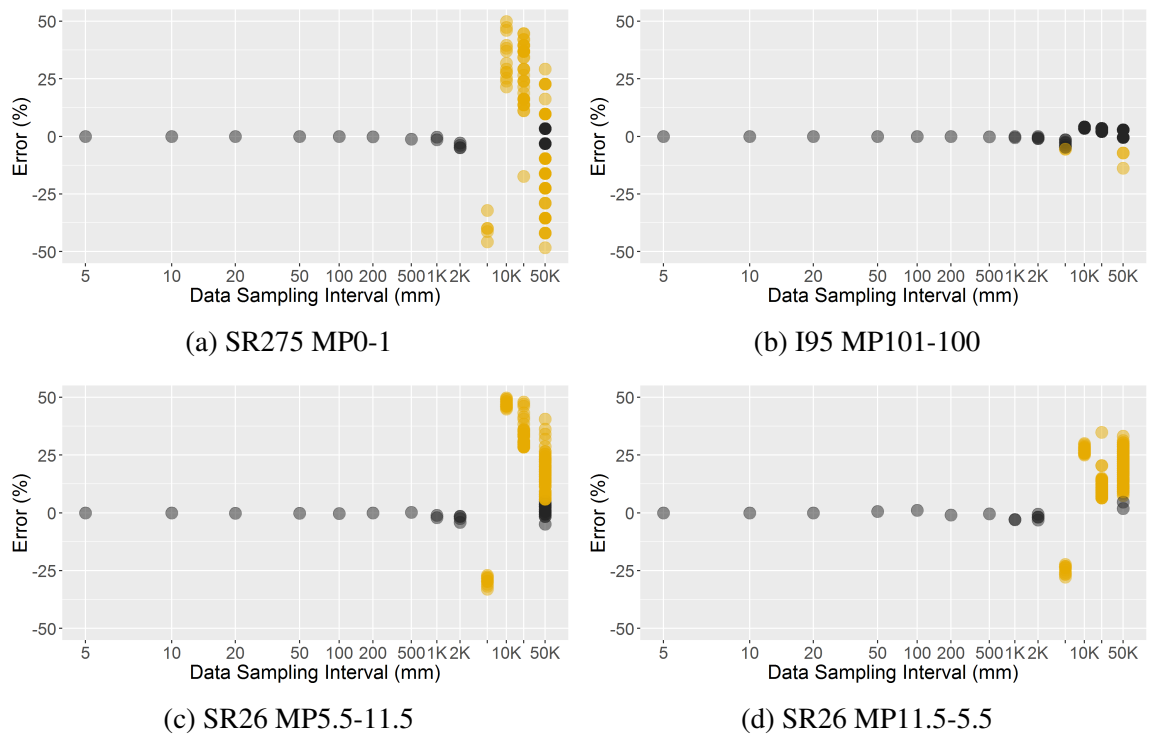 50
25
0
-25
-50
Error (%)
5 10 20 50 100 200 500 1K 2K 10K 50K
Data Sampling Interval (mm)
(a) SR275 MP0-1
50
25
0
-25
-50
Error (%)
5 10 20 50 100 200 500 1K 2K 10K 50K
Data Sampling Interval (mm)
(b) I95 MP101-100
50
25
0
-25
-50
Error (%)
5 10 20 50 100 200 500 1K 2K 10K 50K
Data Sampling Interval (mm)
(c) SR26 MP5.5-11.5
50
25
0
-25
-50
Error (%)
5 10 20 50 100 200 500 1K 2K 10K 50K
Data Sampling Interval (mm)
(d) SR26 MP11.5-5.5